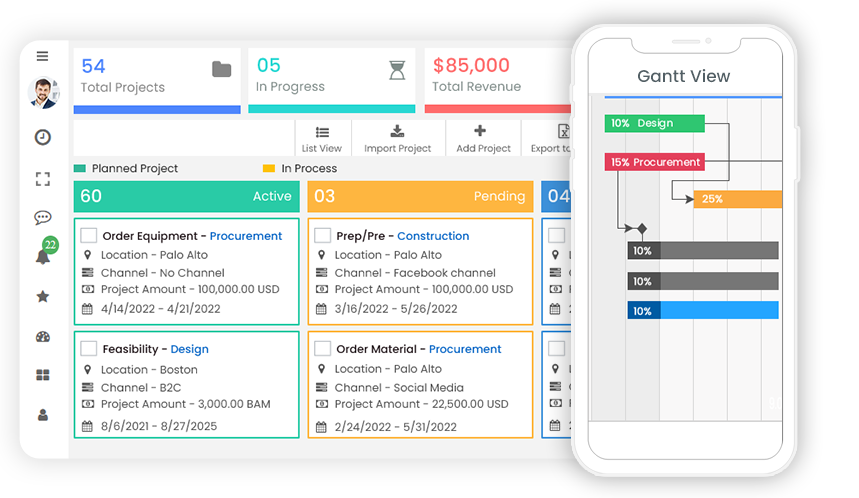 54
Total Projects
05
In Progress
$85,000
Total Revenue
List View
Import Project
Add Project
Export to
Planned Project
In Process
60 Active
03 Pending
04
22
Order Equipment - Procurement
Location - Palo Alto
Channel - No Channel
Project Amount - 100,000.00 USD
4/14/2022 - 4/21/2022
Prep/Pre - Construction
Location - Palo Alto
Channel - Facebook channel
Project Amount - 100,000.00 USD
3/16/2022 - 5/26/2022
Feasibility - Design
Location - Boston
Channel - B2C
Project Amount - 3,000.00 BAM
8/6/2021 - 8/27/2025
Order Material - Procurement
Location - Palo Alto
Channel - Social Media
Project Amount - 22,500.00 USD
2/24/2022 - 5/31/2022
Gantt View
10% Design
15% Procurement
25%
10%
10%
10%